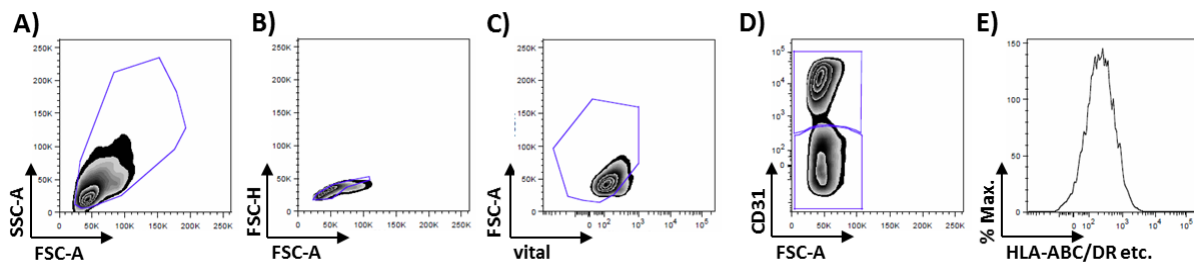 A)
SSC-A
250K
200K
150K
100K
50K
0
0 50K 100K 150K 200K 250K
FSC-A
B)
FSC-H
250K
200K
150K
100K
50K
0
0 50K 100K 150K 200K 250K
FSC-A
C)
FSC-A
250K
200K
150K
100K
50K
0
0 10² 10³ 10⁴ 10⁵
vital
D)
CD31
10⁵
10⁴
10³
10²
0
0 50K 100K 150K 200K 250K
FSC-A
E)
% Max.
150
100
50
0
0 10² 10³ 10⁴ 10⁵
HLA-ABC/DR etc.